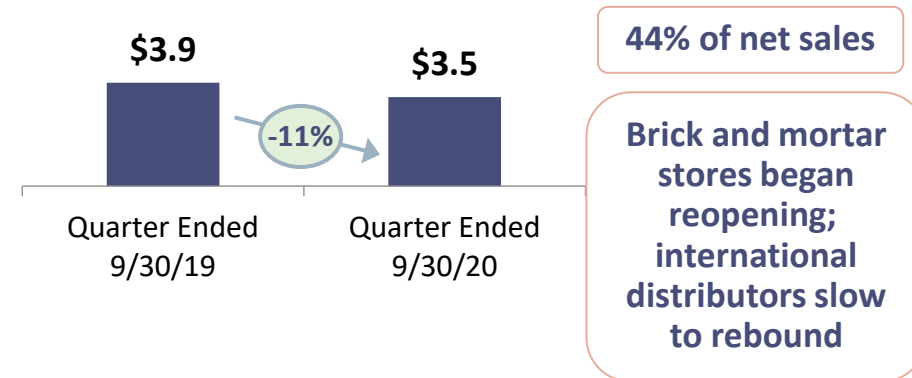 $3.9
$3.5
-11%
Quarter Ended
9/30/19
Quarter Ended
9/30/20
44% of net sales
Brick and mortar
stores began
reopening;
international
distributors slow
to rebound